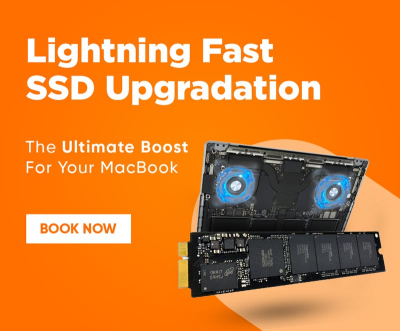 Lightning Fast
SSD Upgradation
The Ultimate Boost
For Your MacBook
BOOK NOW